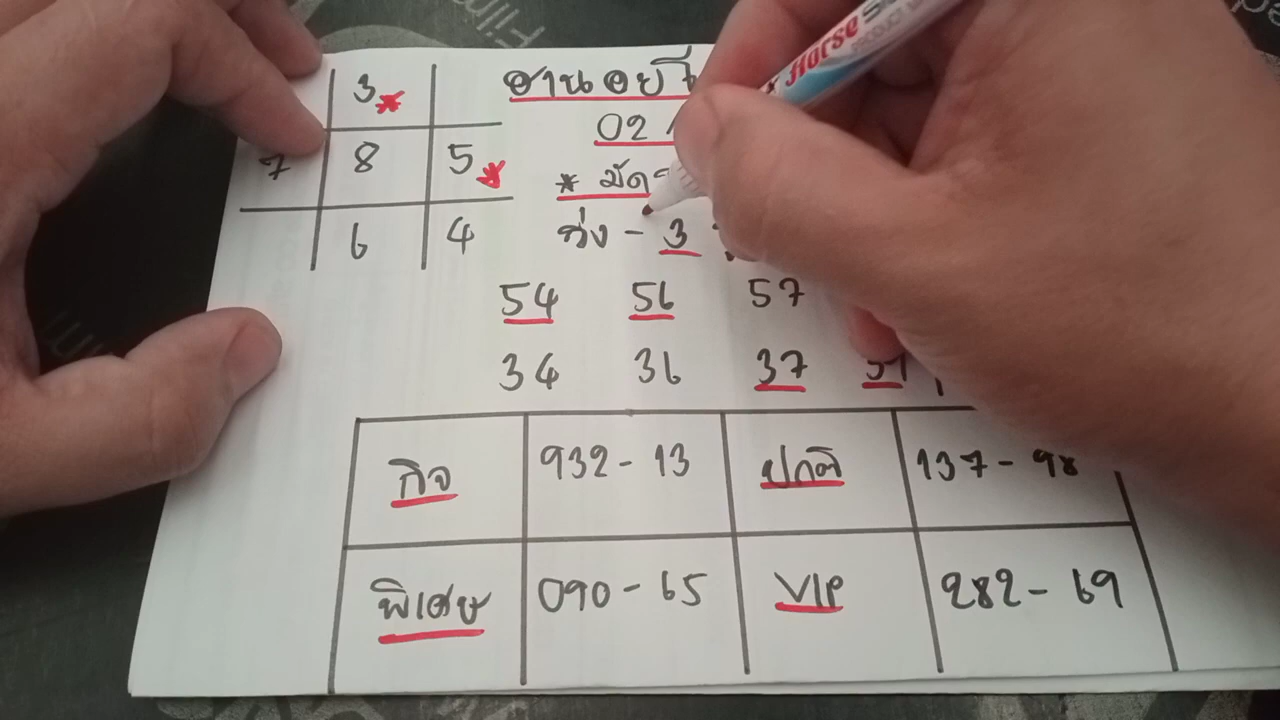 3*
ฮานอย
02
7 8 5*
* มัด
6 4
วิ่ง - 3
54 56 57
34 36 37
กิจ 932 - 13 ปกติ 137 - 98
พิเศษ 090 - 65 VIP 282 - 69
Horse
Film